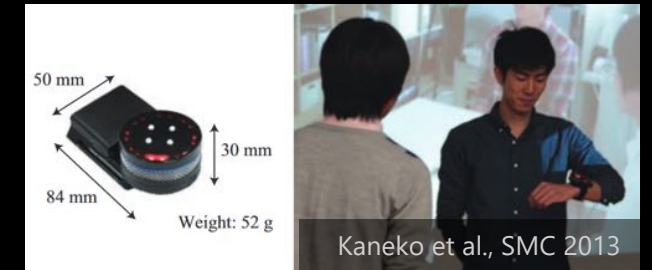 50 mm
30 mm
84 mm
Weight: 52 g
Kaneko et al., SMC 2013